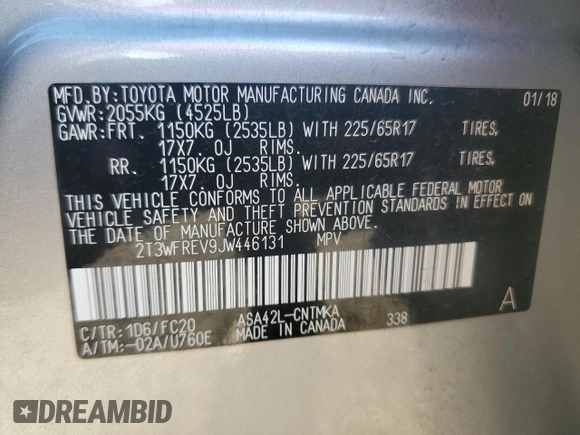 MFD.BY:TOYOTA MOTOR MANUFACTURING CANADA INC. 01/18
GVWR:2055KG (4525LB)
GAWR:FRT. 1150KG (2535LB) WITH 225/65R17 TIRES,
17X7.0J RIMS.
RR. 1150KG (2535LB) WITH 225/65R17 TIRES,
17X7.0J RIMS.
THIS VEHICLE CONFORMS TO ALL APPLICABLE FEDERAL MOTOR
VEHICLE SAFETY AND THEFT PREVENTION STANDARDS IN EFFECT
ON THE DATE OF MANUFACTURE SHOWN ABOVE.
2T3WFREV9JW446131 MPV
A
C/TR:1D6/FC20 ASA42L-CNTMKA 338
A/TM:-02A/U760E MADE IN CANADA
DREAMBID